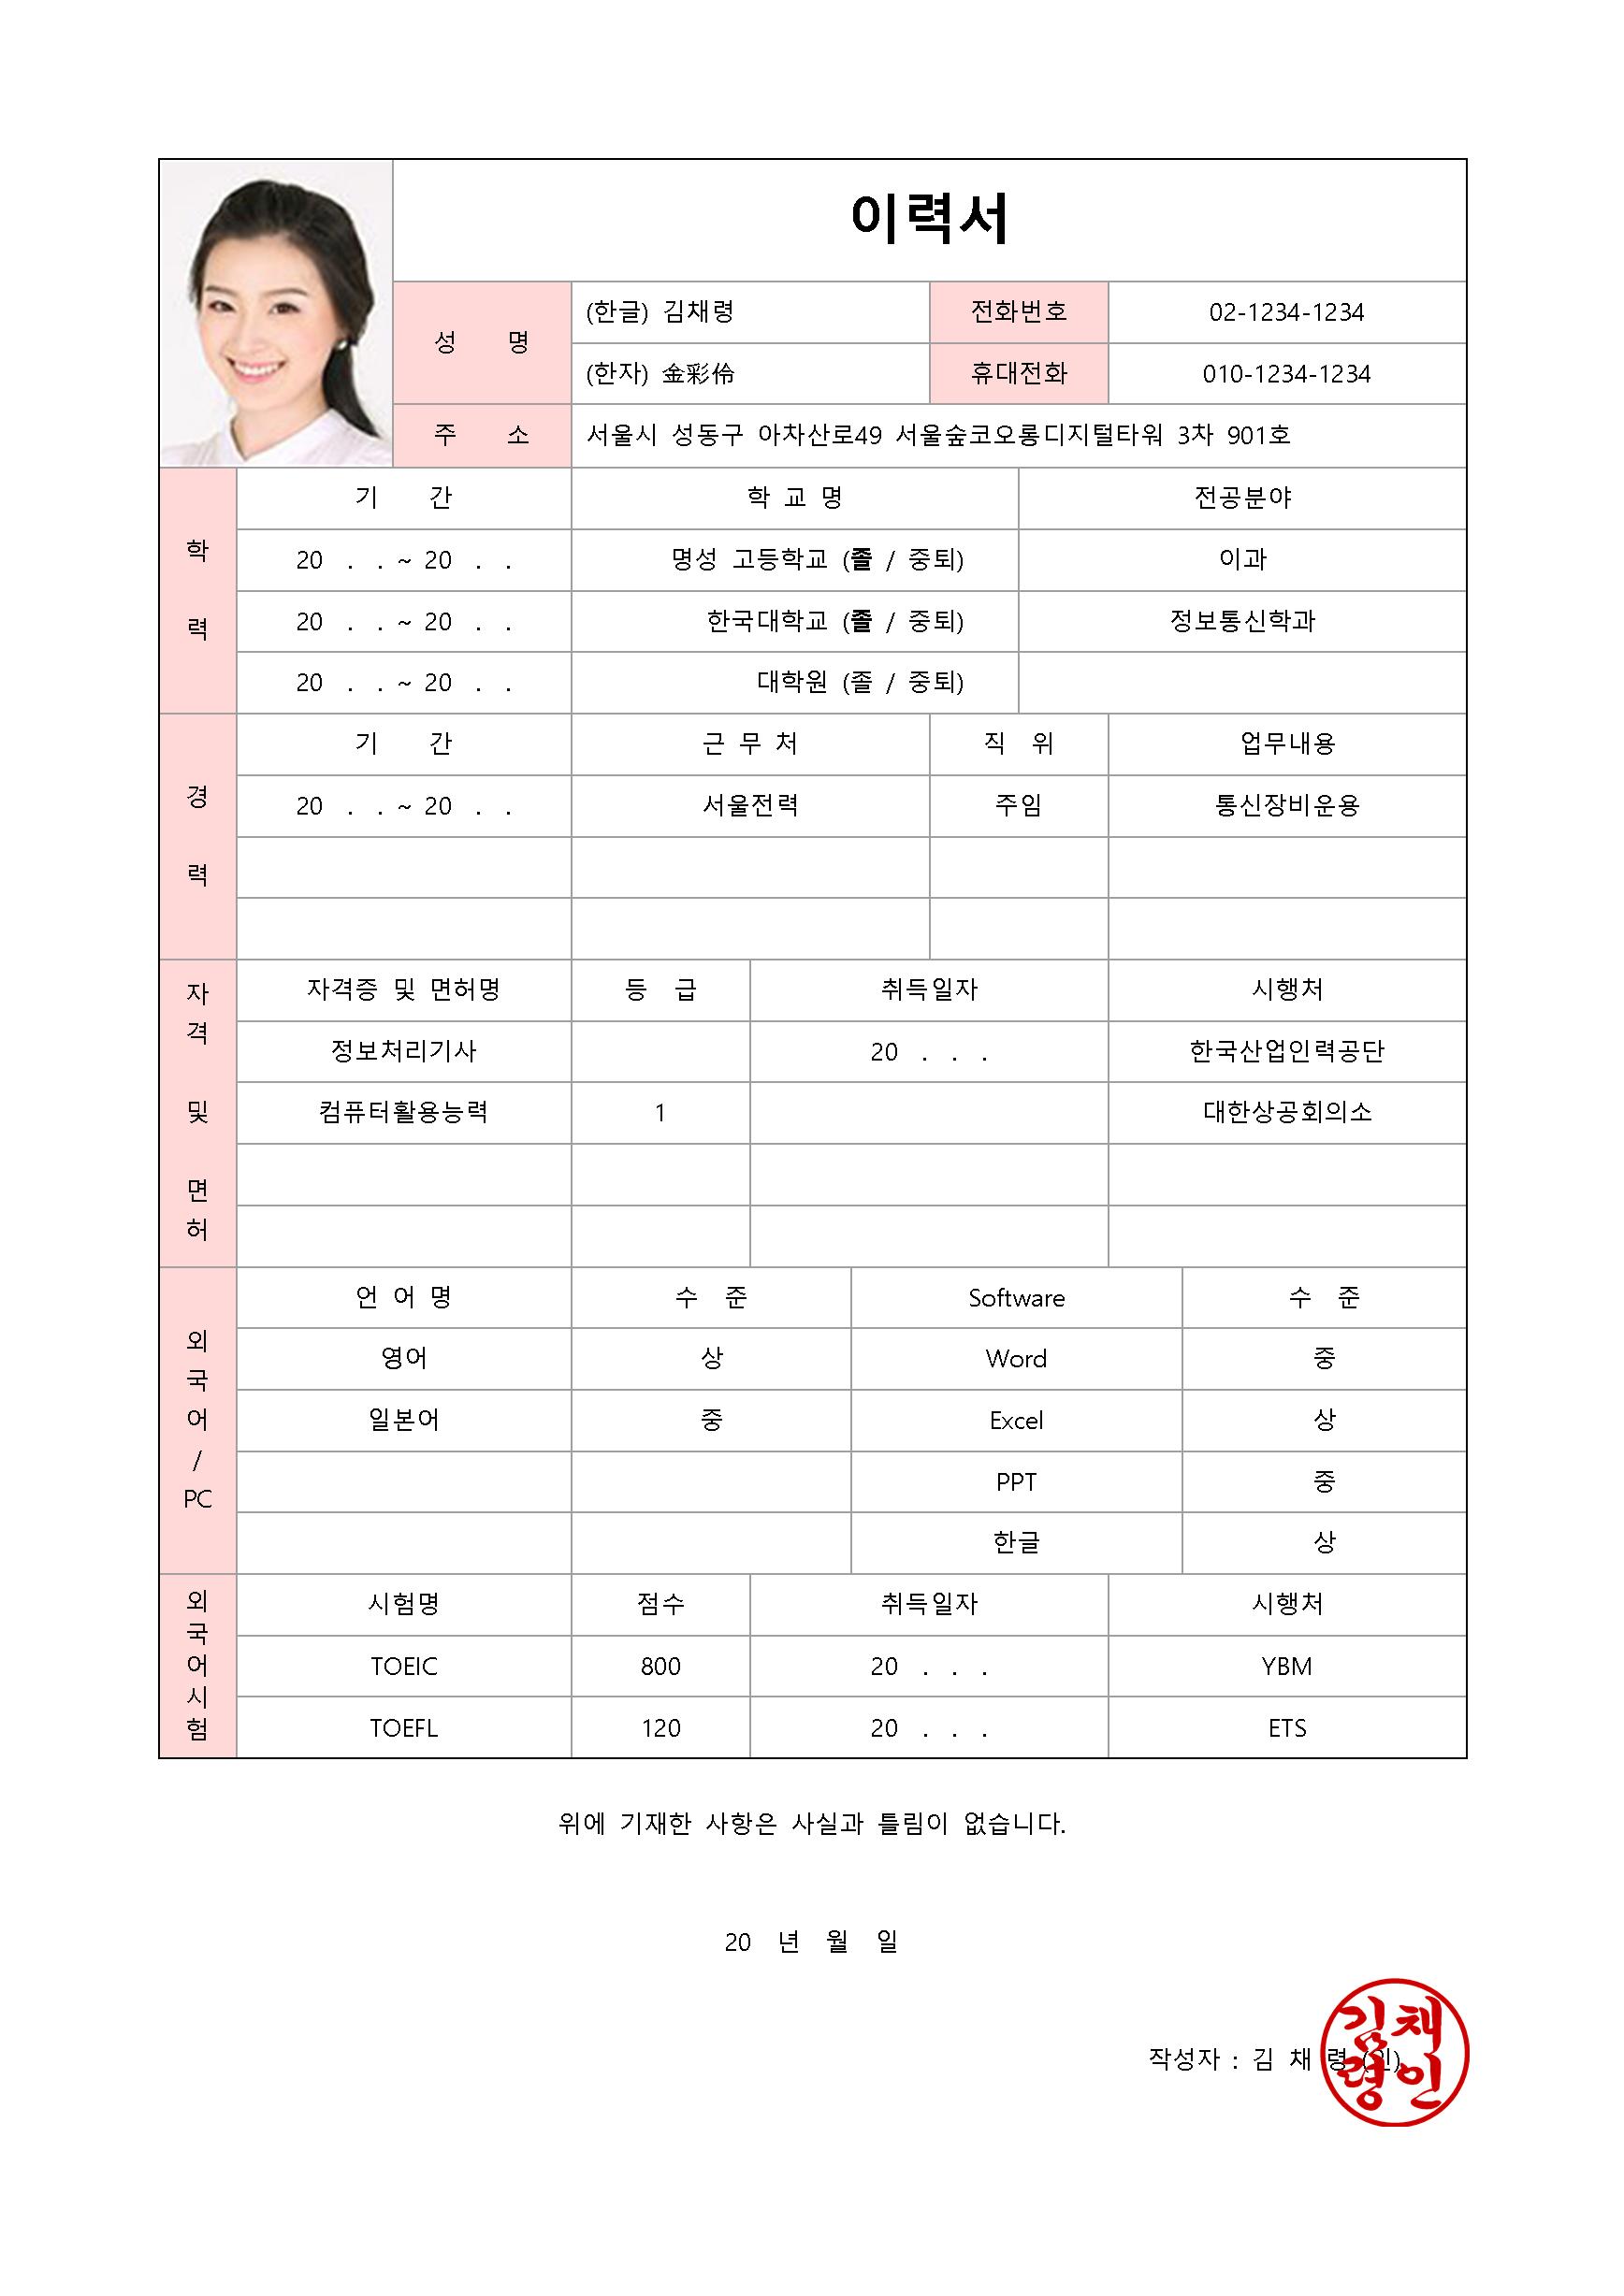 이력서
성 명
(한글) 김채령
전화번호
02-1234-1234
(한자) 金彩伶
휴대전화
010-1234-1234
주 소
서울시 성동구 아차산로49 서울숲코오롱디지털타워 3차 901호
학력
기 간 학 교 명 전공분야
20 . . ~ 20 . . 명성 고등학교 (졸 / 중퇴) 이과
20 . . ~ 20 . . 한국대학교 (졸 / 중퇴) 정보통신학과
20 . . ~ 20 . . 대학원 (졸 / 중퇴)
경력
기 간 근 무 처 직 위 업무내용
20 . . ~ 20 . . 서울전력 주임 통신장비운용
자격 및 면허
자격증 및 면허명 등 급 취득일자 시행처
정보처리기사 20 . . . 한국산업인력공단
컴퓨터활용능력 1 대한상공회의소
외국어/PC
언 어 명 수 준 Software 수 준
영어 상 Word 중
일본어 중 Excel 상
PPT 중
한글 상
외국어시험
시험명 점수 취득일자 시행처
TOEIC 800 20 . . . YBM
TOEFL 120 20 . . . ETS
위에 기재한 사항은 사실과 틀림이 없습니다.
20 년 월 일
작성자 : 김 채 령 (인)
김채
령인